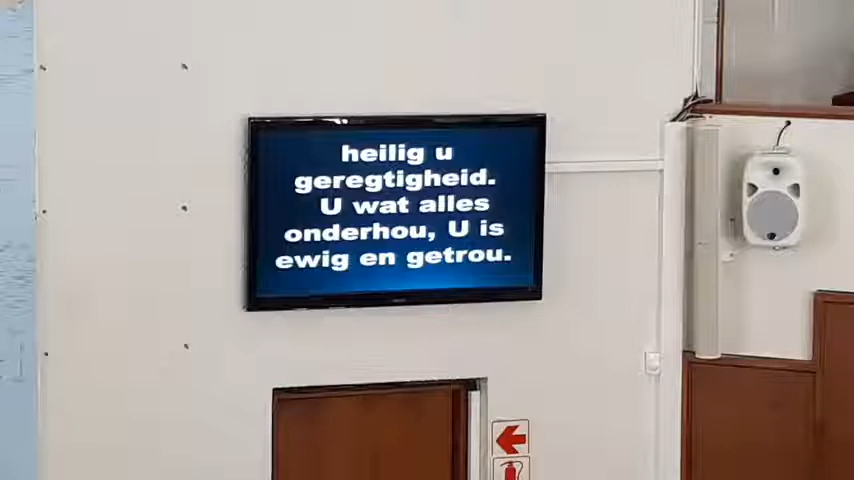 heilig u
geregtigheid.
U wat alles
onderhou, U is
ewig en getrou.